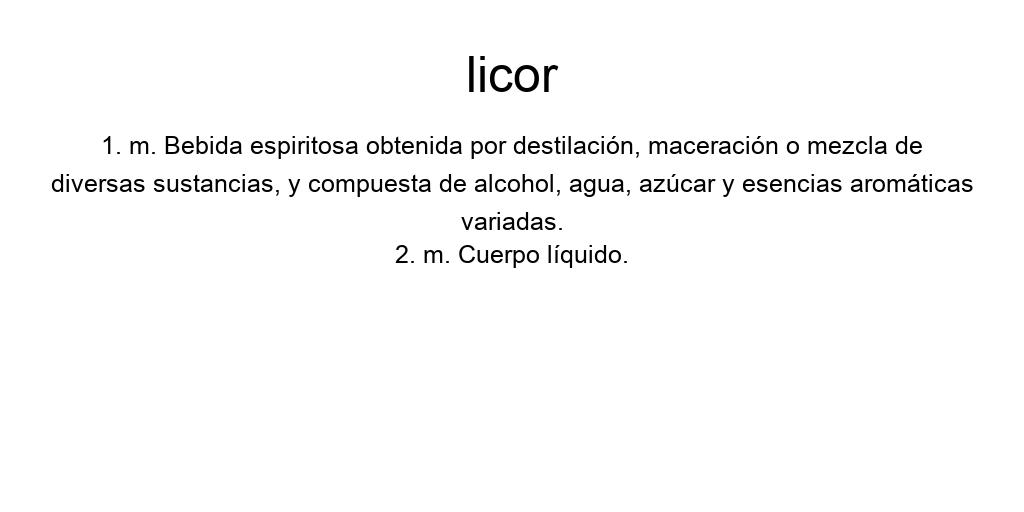 licor
1. m. Bebida espiritosa obtenida por destilación, maceración o mezcla de
diversas sustancias, y compuesta de alcohol, agua, azúcar y esencias aromáticas
variadas.
2. m. Cuerpo líquido.